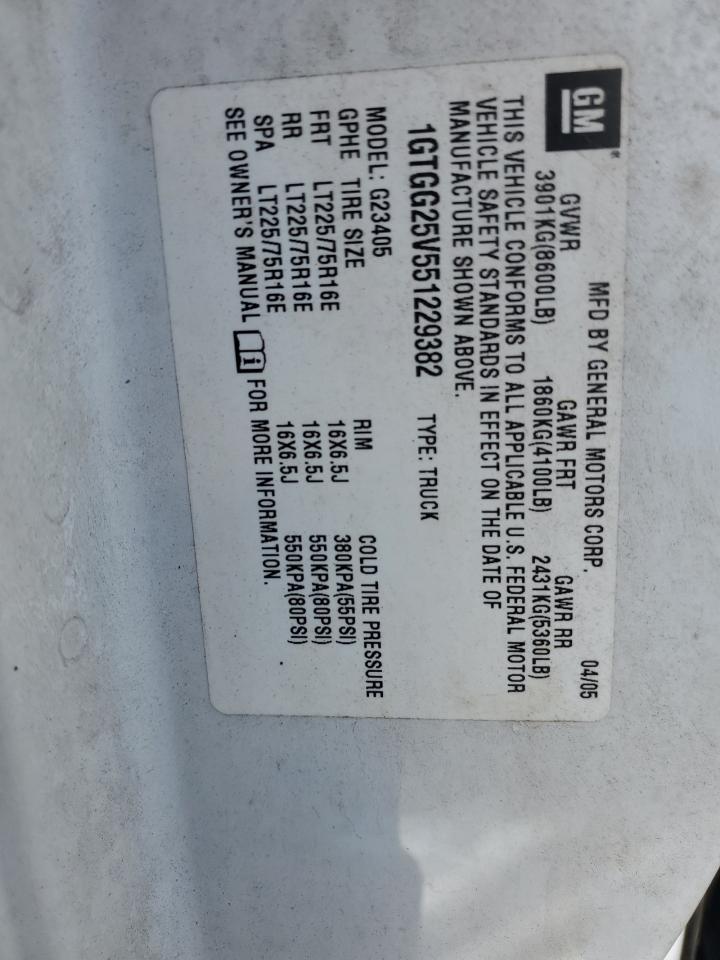 GM®
MFD BY GENERAL MOTORS CORP. 04/05
GVWR GAWR FRT GAWR RR
3901KG(8600LB) 1860KG(4100LB) 2431KG(5360LB)
THIS VEHICLE CONFORMS TO ALL APPLICABLE U.S. FEDERAL MOTOR
VEHICLE SAFETY STANDARDS IN EFFECT ON THE DATE OF
MANUFACTURE SHOWN ABOVE.
1GTGG25V551229382 TYPE: TRUCK
MODEL: G23405
GPHE TIRE SIZE RIM COLD TIRE PRESSURE
FRT LT225/75R16E 16X6.5J 380KPA(55PSI)
RR LT225/75R16E 16X6.5J 550KPA(80PSI)
SPA LT225/75R16E 16X6.5J 550KPA(80PSI)
SEE OWNER'S MANUAL i FOR MORE INFORMATION.